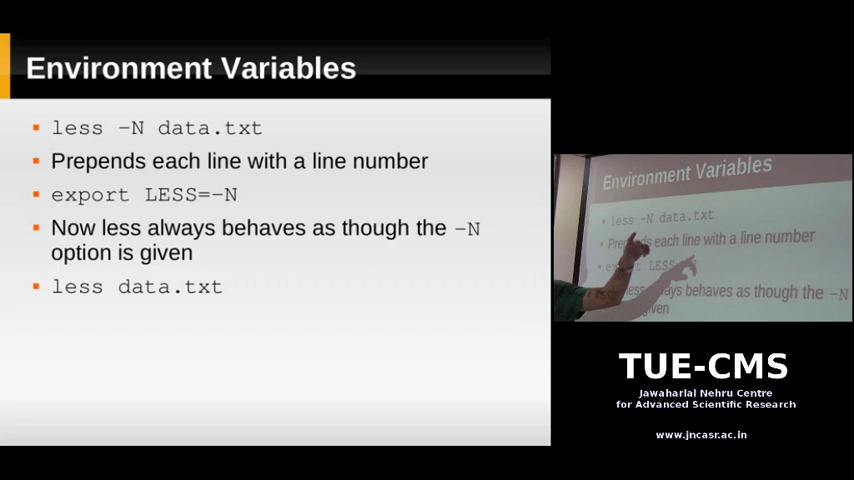 Environment Variables
less -N data.txt
Prepends each line with a line number
export LESS=-N
Now less always behaves as though the -N
option is given
less data.txt
Environment Variables
less -N data.txt
each line with a line number
LESS=
behaves as though the -N
given
TUE-CMS
Jawaharlal Nehru Centre
for Advanced Scientific Research
www.jncasr.ac.in